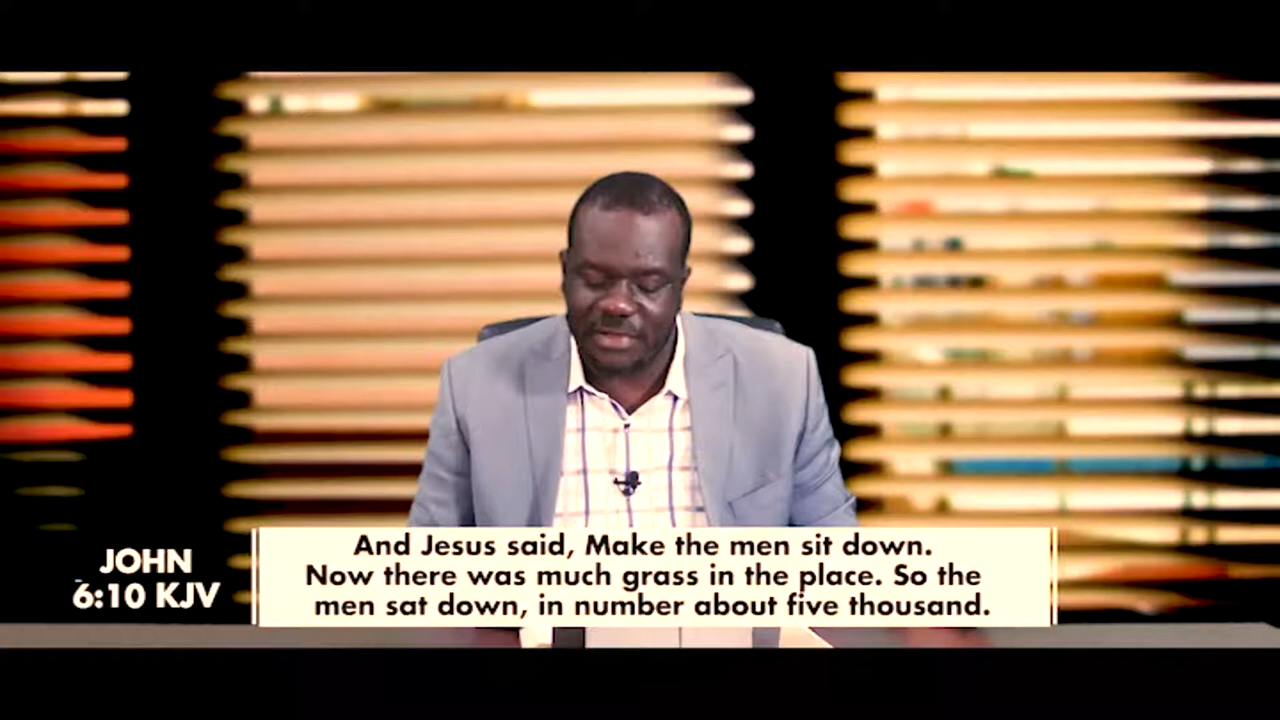 JOHN
6:10 KJV
And Jesus said, Make the men sit down.
Now there was much grass in the place. So the
men sat down, in number about five thousand.